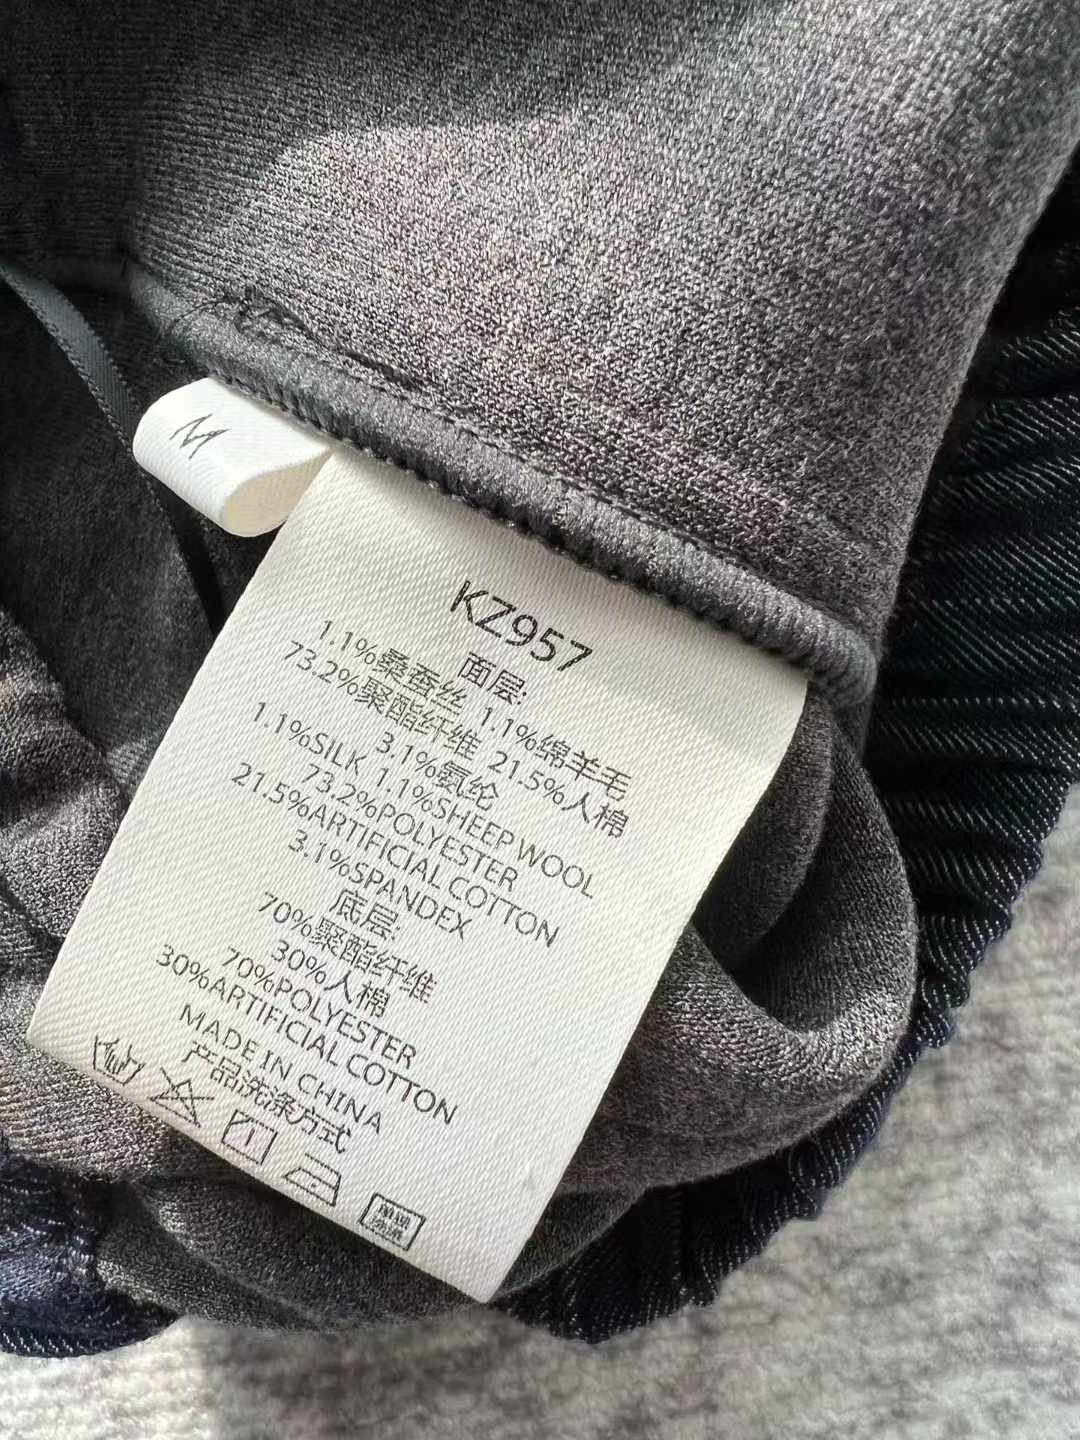 M
KZ957
面层:
1.1%桑蚕丝 1.1%绵羊毛
73.2%聚酯纤维 21.5%人棉
3.1%氨纶
1.1%SILK 1.1%SHEEP WOOL
73.2%POLYESTER
21.5%ARTIFICIAL COTTON
3.1%SPANDEX
底层:
70%聚酯纤维
30%人棉
70%POLYESTER
30%ARTIFICIAL COTTON
MADE IN CHINA
产品洗涤方式